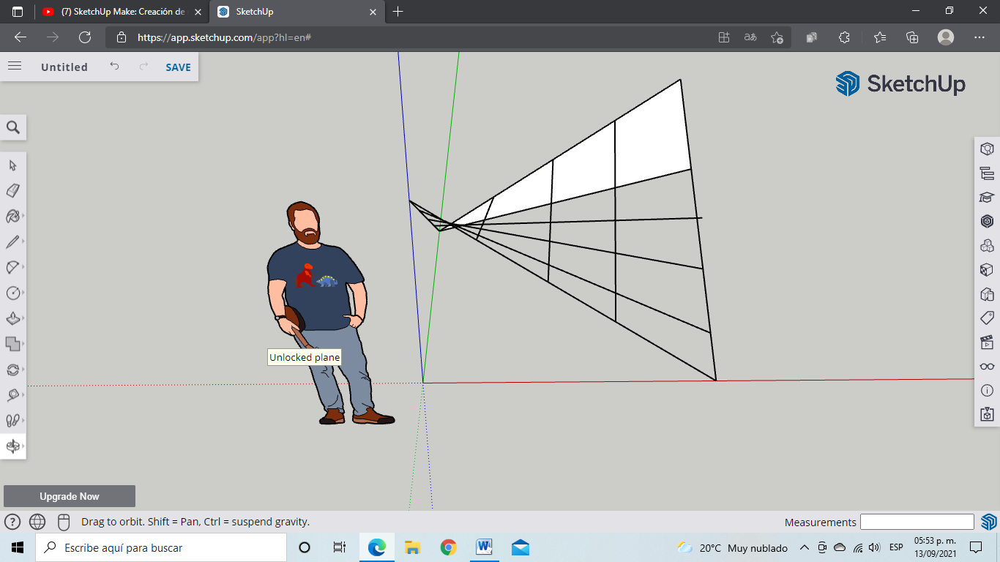 (7) SketchUp Make: Creación de
SketchUp
https://app.sketchup.com/app?hl=en#
aあ
Untitled
SAVE
SketchUp
Unlocked plane
Upgrade Now
Drag to orbit. Shift = Pan, Ctrl = suspend gravity.
Measurements
Escribe aquí para buscar
20°C Muy nublado
ESP
05:53 p. m.
13/09/2021